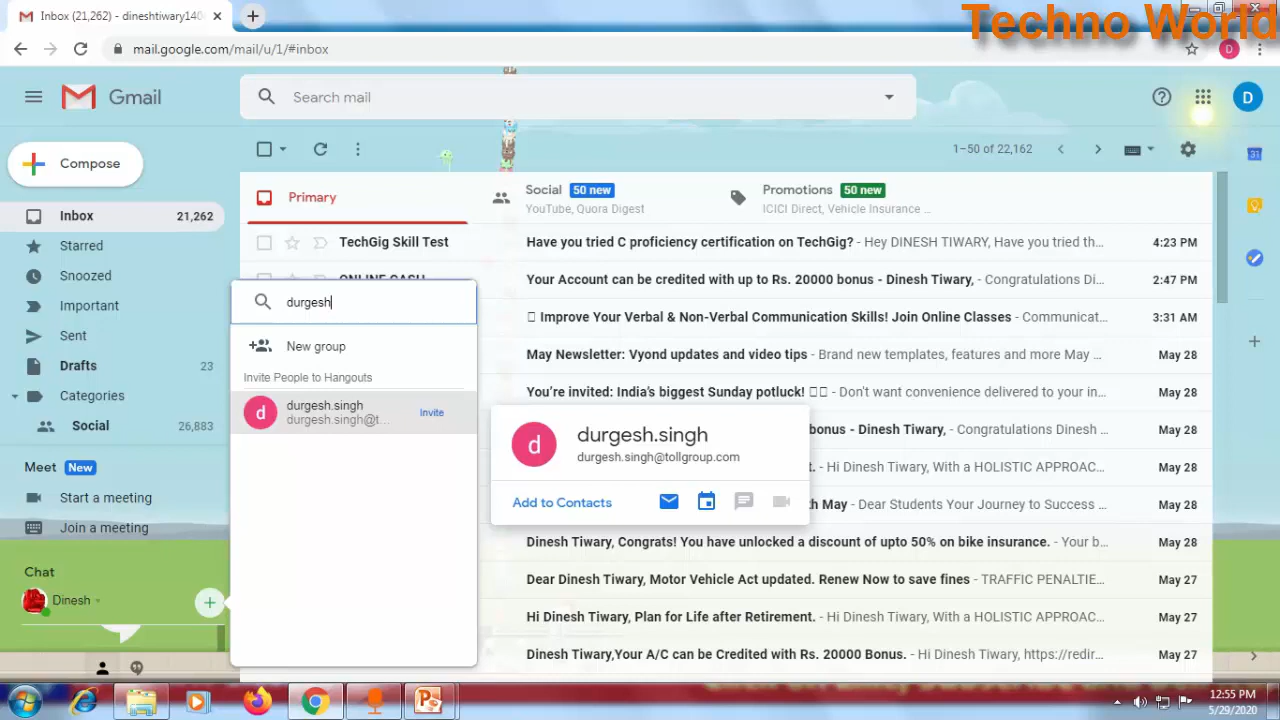 Inbox (21,262) - dineshtiwary140
Techno World
mail.google.com/mail/u/1/#inbox
D
Gmail
Search mail
D
Compose
1–50 of 22,162
31
Primary
Social 50 new
YouTube, Quora Digest
Promotions 50 new
ICICI Direct, Vehicle Insurance ...
Inbox 21,262
Starred
Snoozed
Important
Sent
Drafts 23
Categories
Social 26,883
Meet New
Start a meeting
Join a meeting
Chat
Dinesh
TechGig Skill Test Have you tried C proficiency certification on TechGig? - Hey DINESH TIWARY, Have you tried th...
ONLINE CASH Your Account can be credited with up to Rs. 20000 bonus - Dinesh Tiwary, - Congratulations Di...
Improve Your Verbal & Non-Verbal Communication Skills! Join Online Classes - Communicat...
May Newsletter: Vyond updates and video tips - Brand new templates, features and more May ...
You're invited: India's biggest Sunday potluck! - Don't want convenience delivered to your in...
bonus - Dinesh Tiwary, - Congratulations Dinesh ...
. - Hi Dinesh Tiwary, With a HOLISTIC APPROAC...
h May - Dear Students Your Journey to Success ...
Dinesh Tiwary, Congrats! You have unlocked a discount of upto 50% on bike insurance. - Your b...
Dear Dinesh Tiwary, Motor Vehicle Act updated. Renew Now to save fines - TRAFFIC PENALTIE...
Hi Dinesh Tiwary, Plan for Life after Retirement. - Hi Dinesh Tiwary, With a HOLISTIC APPROAC...
Dinesh Tiwary,Your A/C can be Credited with Rs. 20000 Bonus. - Hi Dinesh Tiwary, https://redir...
4:23 PM
2:47 PM
3:31 AM
May 28
May 28
May 28
May 28
May 28
May 28
May 27
May 27
May 27
durgesh
New group
Invite People to Hangouts
d
durgesh.singh
durgesh.singh@t...
Invite
d
durgesh.singh
durgesh.singh@tollgroup.com
Add to Contacts
12:55 PM
5/29/2020